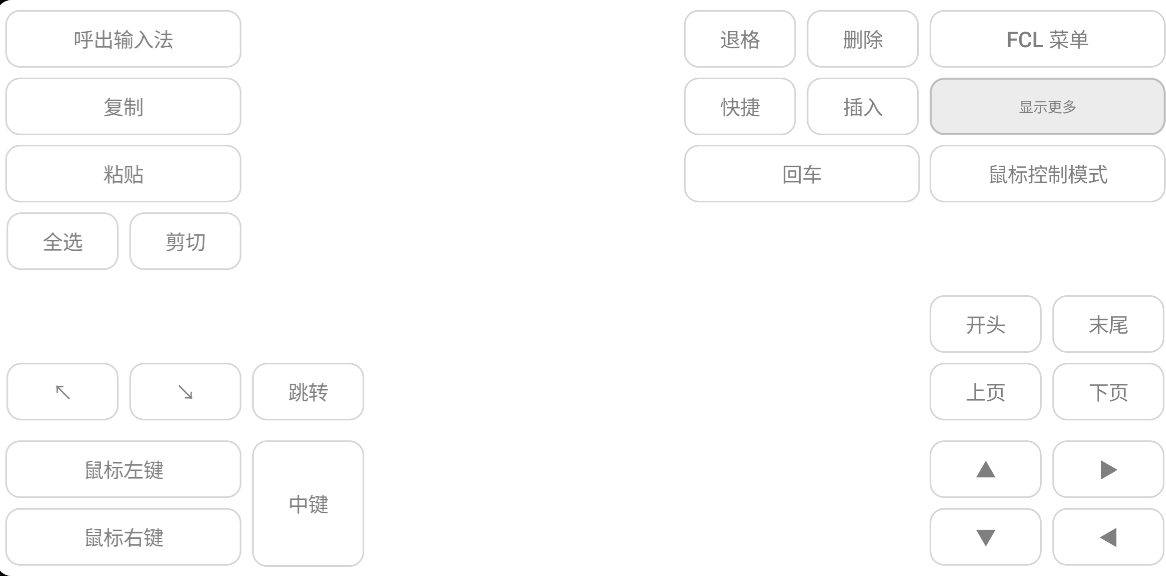 呼出输入法
退格
删除
FCL 菜单
复制
快捷
插入
显示更多
粘贴
回车
鼠标控制模式
全选
剪切
开头
末尾
↖
↘
跳转
上页
下页
鼠标左键
中键
▲
▶
鼠标右键
▼
◀